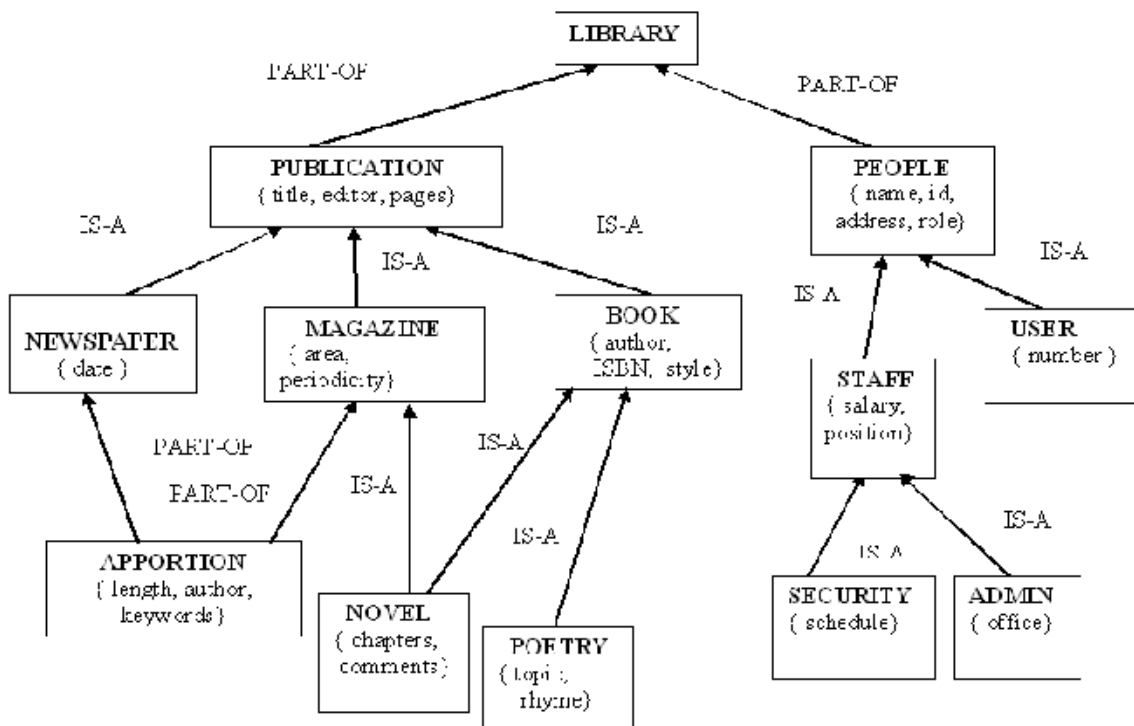 LIBRARY
PART-OF
PART-OF
PUBLICATION
{ title, editor, pages}
PEOPLE
{ name, id,
address, role}
IS-A
IS-A
IS-A
IS-A
IS-A
NEWSPAPER
{ date }
MAGAZINE
{ area,
periodicity}
BOOK
{author,
ISBN, style}
USER
{ number }
STAFF
{ salary,
position}
PART-OF
PART-OF
IS-A
IS-A
IS-A
IS-A
IS-A
APPORTION
{ length, author,
keywords}
NOVEL
{ chapters,
comments}
POETRY
{topic,
rhyme}
SECURITY
{ schedule}
ADMIN
{ office}